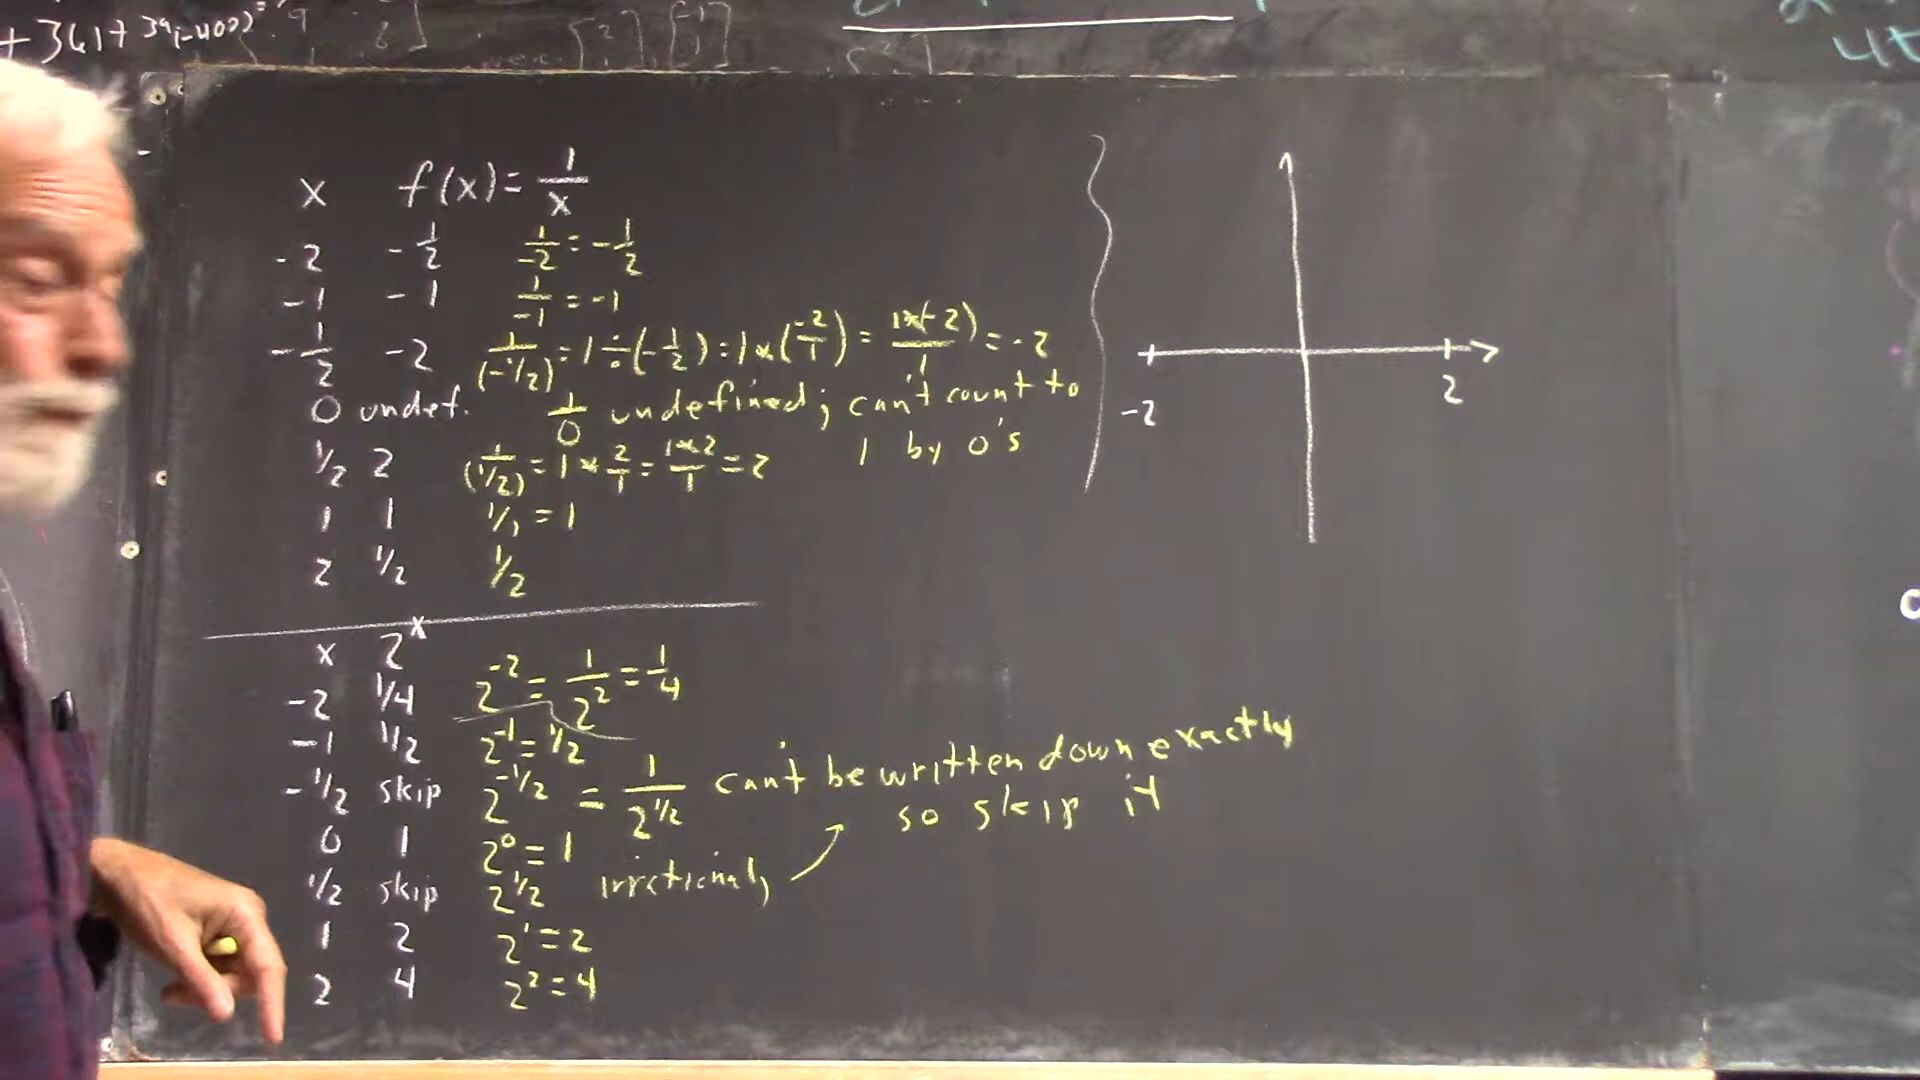 + 361 + 39(-400)
x f(x) = 1/x
-2 -1/2 1/-2 = -1/2
-1 -1 1/-1 = -1
-1/2 -2 1/(-1/2) = 1÷(-1/2) = 1×(-2/1) = 1×(-2)/1 = -2
0 undef. 1/0 undefined; can't count to
1 by 0's
1/2 2 1/(1/2) = 1 × 2/1 = 1×2/1 = 2
1 1 1/1 = 1
2 1/2 1/2
x 2^x
-2 1/4 2^-2 = 1/2^2 = 1/4
-1 1/2 2^-1 = 1/2
-1/2 skip 2^-1/2 = 1/2^1/2 can't be written down exactly
so skip it
0 1 2^0 = 1
1/2 skip 2^1/2 irrational,
1 2 2^1 = 2
2 4 2^2 = 4
-2 2